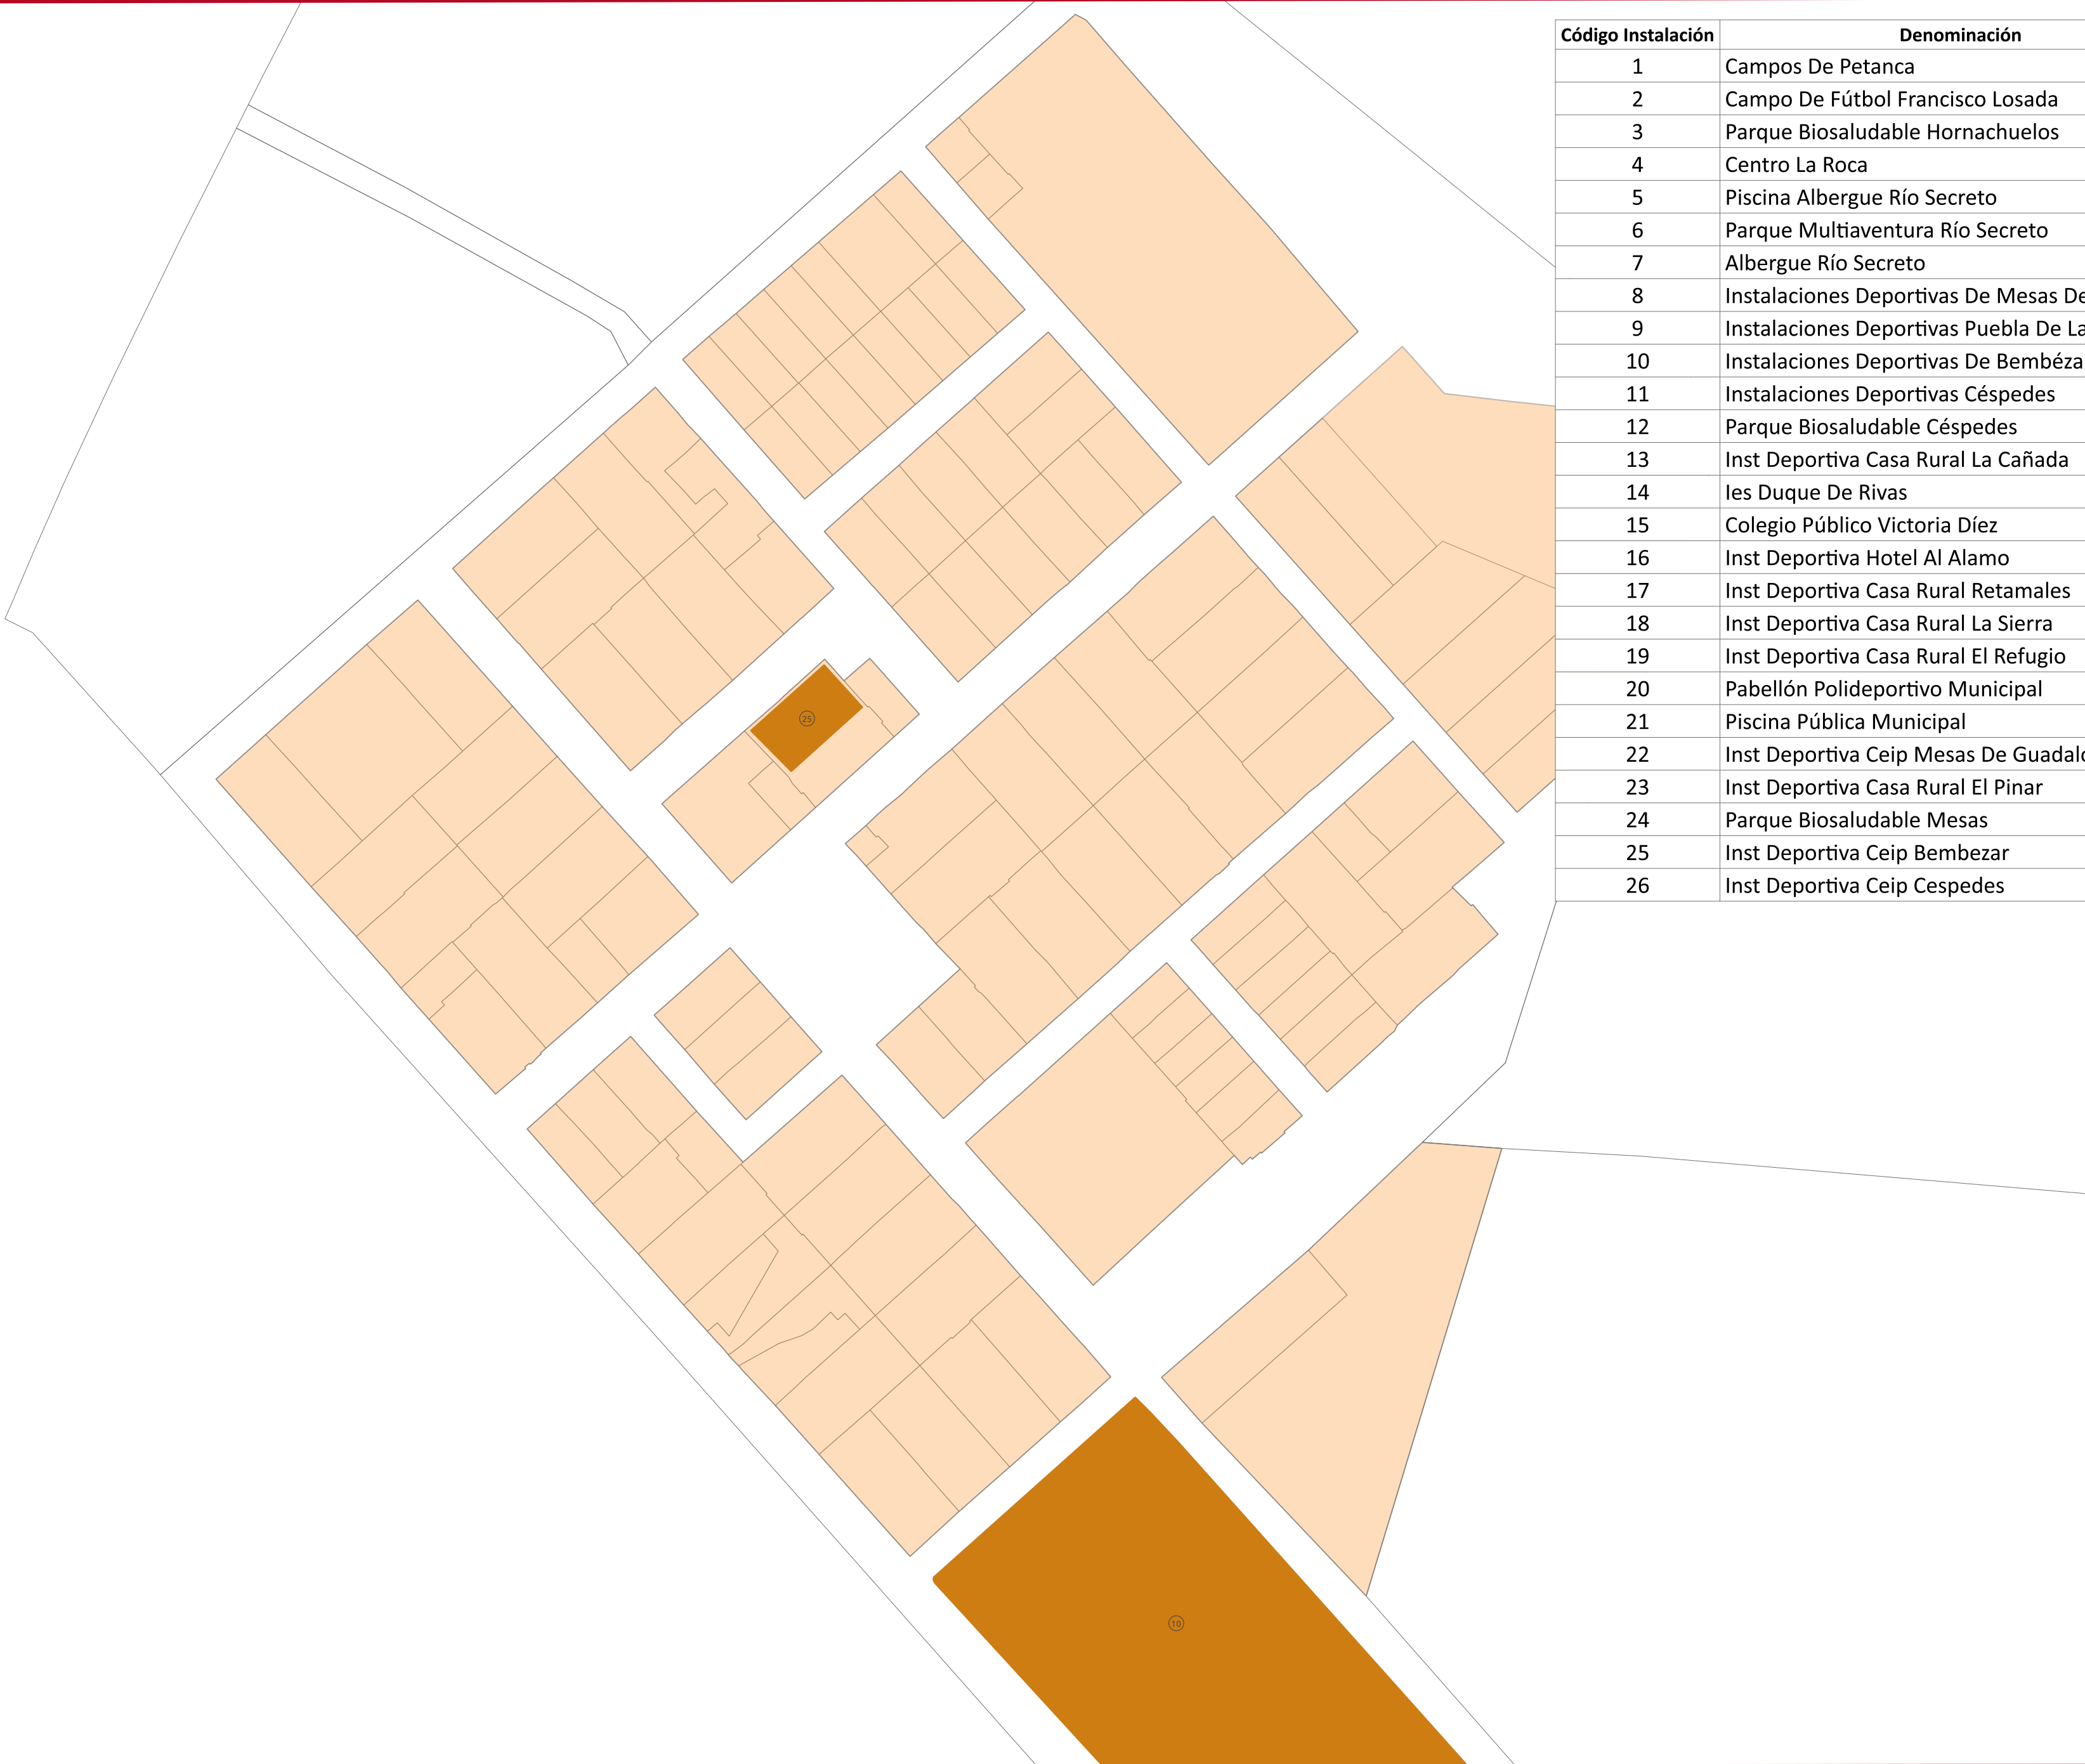 Código Instalación Denominación
1 Campos De Petanca
2 Campo De Fútbol Francisco Losada
3 Parque Biosaludable Hornachuelos
4 Centro La Roca
5 Piscina Albergue Río Secreto
6 Parque Multiaventura Río Secreto
7 Albergue Río Secreto
8 Instalaciones Deportivas De Mesas De
9 Instalaciones Deportivas Puebla De La
10 Instalaciones Deportivas De Bembéza
11 Instalaciones Deportivas Céspedes
12 Parque Biosaludable Céspedes
13 Inst Deportiva Casa Rural La Cañada
14 Ies Duque De Rivas
15 Colegio Público Victoria Díez
16 Inst Deportiva Hotel Al Alamo
17 Inst Deportiva Casa Rural Retamales
18 Inst Deportiva Casa Rural La Sierra
19 Inst Deportiva Casa Rural El Refugio
20 Pabellón Polideportivo Municipal
21 Piscina Pública Municipal
22 Inst Deportiva Ceip Mesas De Guadalo
23 Inst Deportiva Casa Rural El Pinar
24 Parque Biosaludable Mesas
25 Inst Deportiva Ceip Bembezar
26 Inst Deportiva Ceip Cespedes
25
10